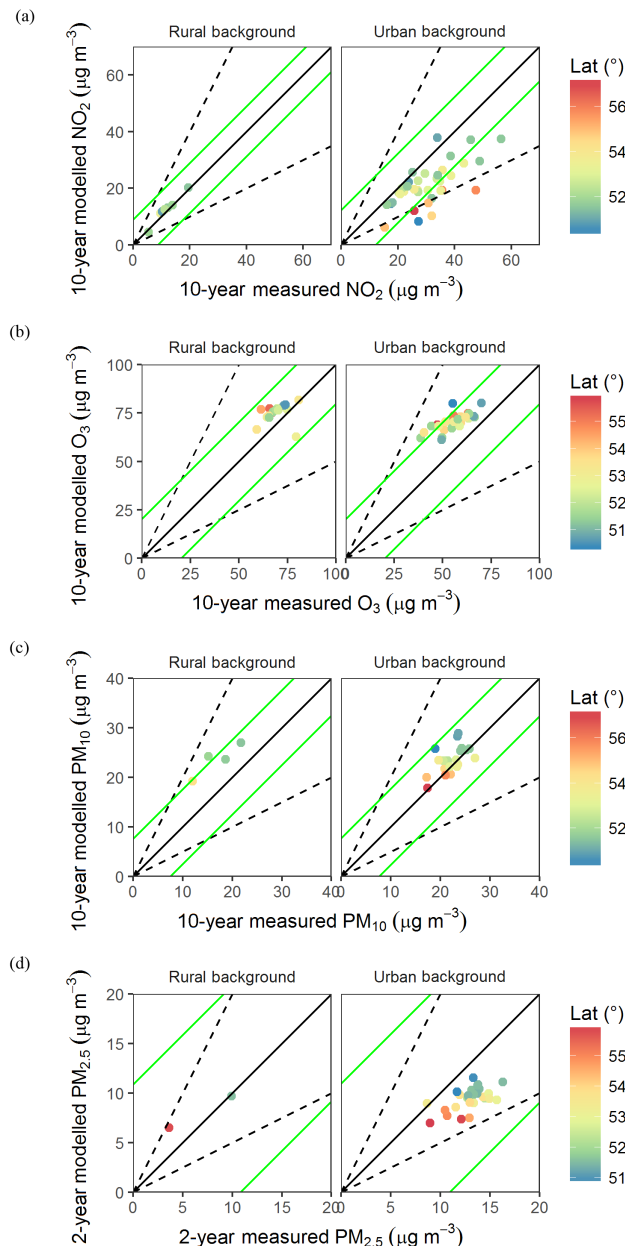 (a)
Rural background
Urban background
10-year modelled NO₂ (µg m⁻³)
60
40
20
0
0 20 40 60
0 20 40 60
10-year measured NO₂ (µg m⁻³)
Lat (°)
56
54
52
(b)
Rural background
Urban background
10-year modelled O₃ (µg m⁻³)
100
75
50
25
0
0 25 50 75 100
0 25 50 75 100
10-year measured O₃ (µg m⁻³)
Lat (°)
55
54
53
52
51
(c)
Rural background
Urban background
10-year modelled PM₁₀ (µg m⁻³)
40
30
20
10
0
0 10 20 30 40
0 10 20 30 40
10-year measured PM₁₀ (µg m⁻³)
Lat (°)
56
54
52
(d)
Rural background
Urban background
2-year modelled PM₂.₅ (µg m⁻³)
20
15
10
5
0
0 5 10 15 20
0 5 10 15 20
2-year measured PM₂.₅ (µg m⁻³)
Lat (°)
55
54
53
52
51